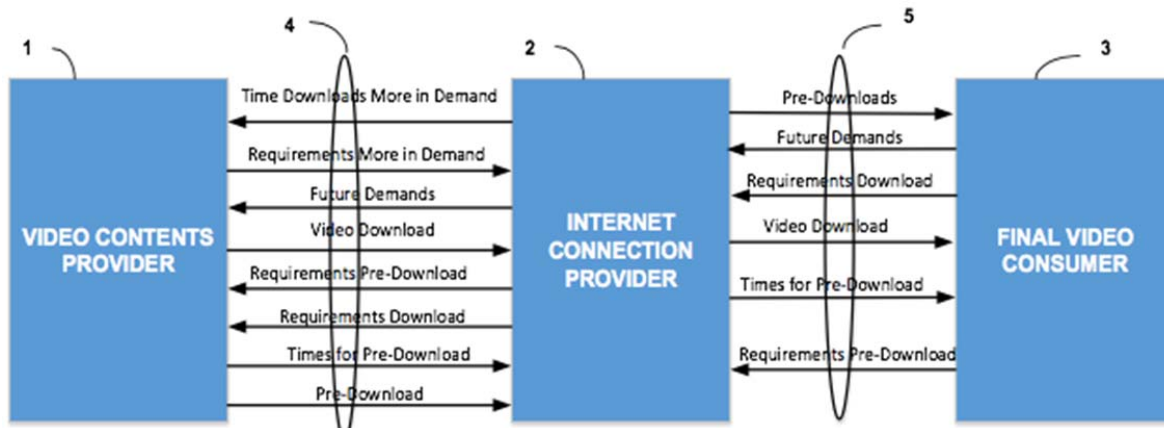 4
5
1
2
3
Time Downloads More in Demand
Pre-Downloads
Future Demands
Requirements More in Demand
Requirements Download
Future Demands
VIDEO CONTENTS
PROVIDER
Video Download
INTERNET
CONNECTION
PROVIDER
Video Download
FINAL VIDEO
CONSUMER
Requirements Pre-Download
Times for Pre-Download
Requirements Download
Times for Pre-Download
Requirements Pre-Download
Pre-Download